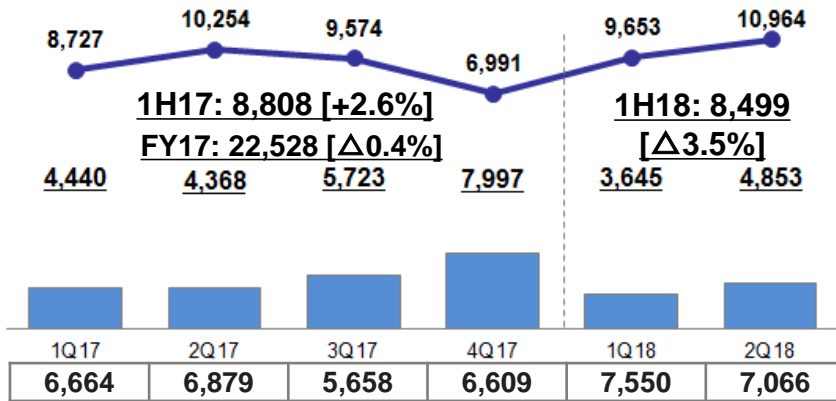 8,727 10,254 9,574 6,991 9,653 10,964
1H17: 8,808 [+2.6%] 1H18: 8,499
FY17: 22,528 [△0.4%] [△3.5%]
4,440 4,368 5,723 7,997 3,645 4,853
1Q17 2Q17 3Q17 4Q17 1Q18 2Q18
6,664 6,879 5,658 6,609 7,550 7,066